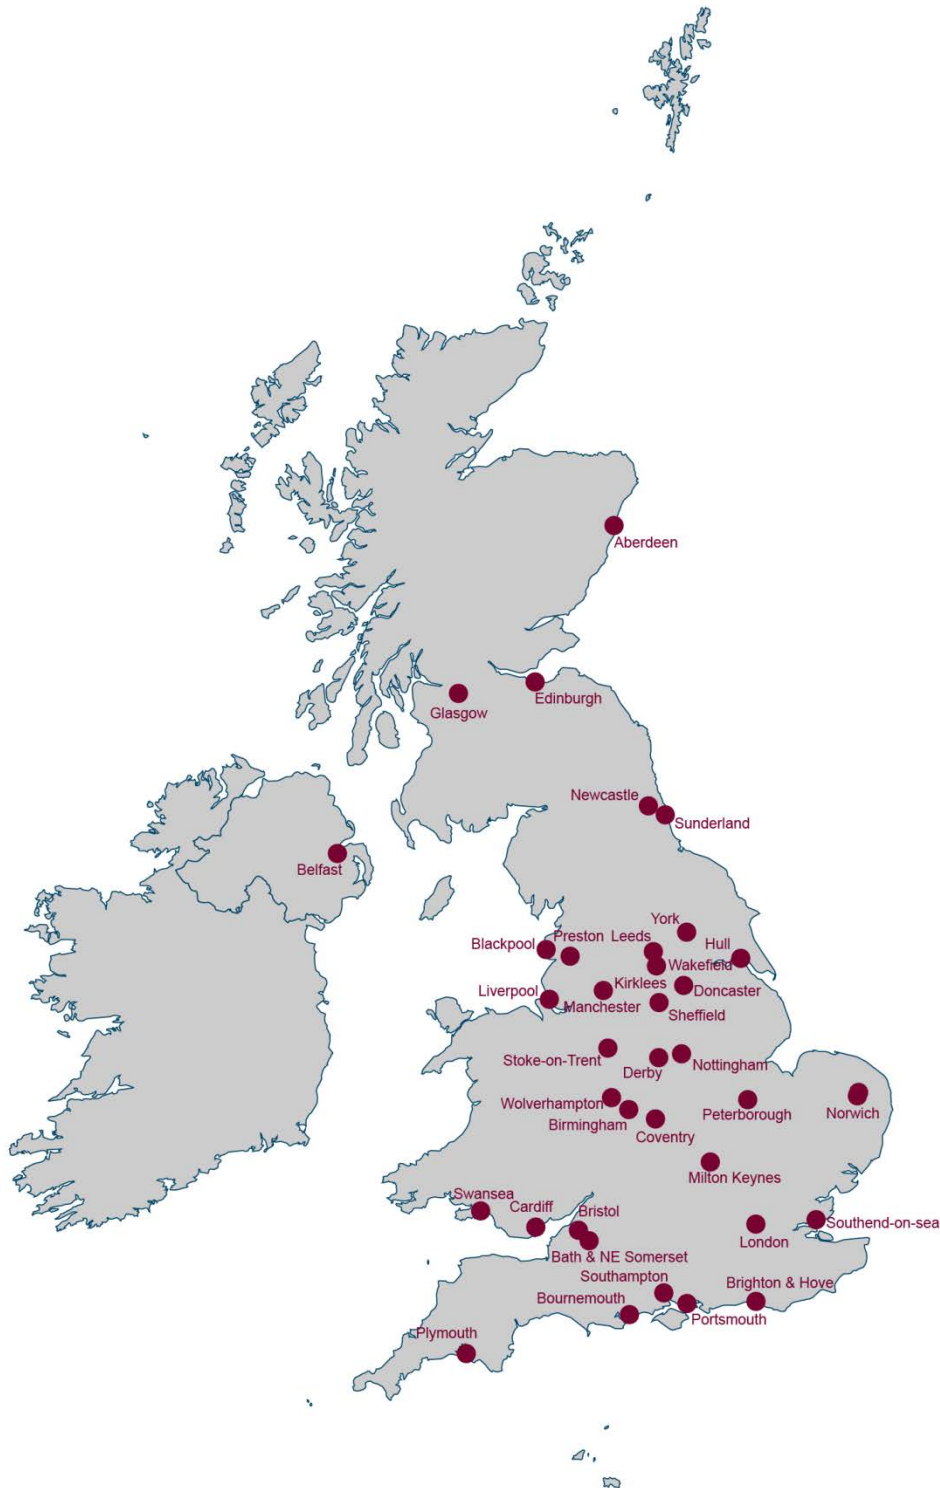 Aberdeen
Edinburgh
Glasgow
Newcastle
Sunderland
Belfast
York
Preston
Leeds
Hull
Blackpool
Wakefield
Kirklees
Doncaster
Liverpool
Manchester
Sheffield
Stoke-on-Trent
Nottingham
Derby
Wolverhampton
Peterborough
Norwich
Birmingham
Coventry
Milton Keynes
Swansea
Cardiff
Bristol
Southend-on-sea
London
Bath & NE Somerset
Southampton
Brighton & Hove
Bournemouth
Portsmouth
Plymouth